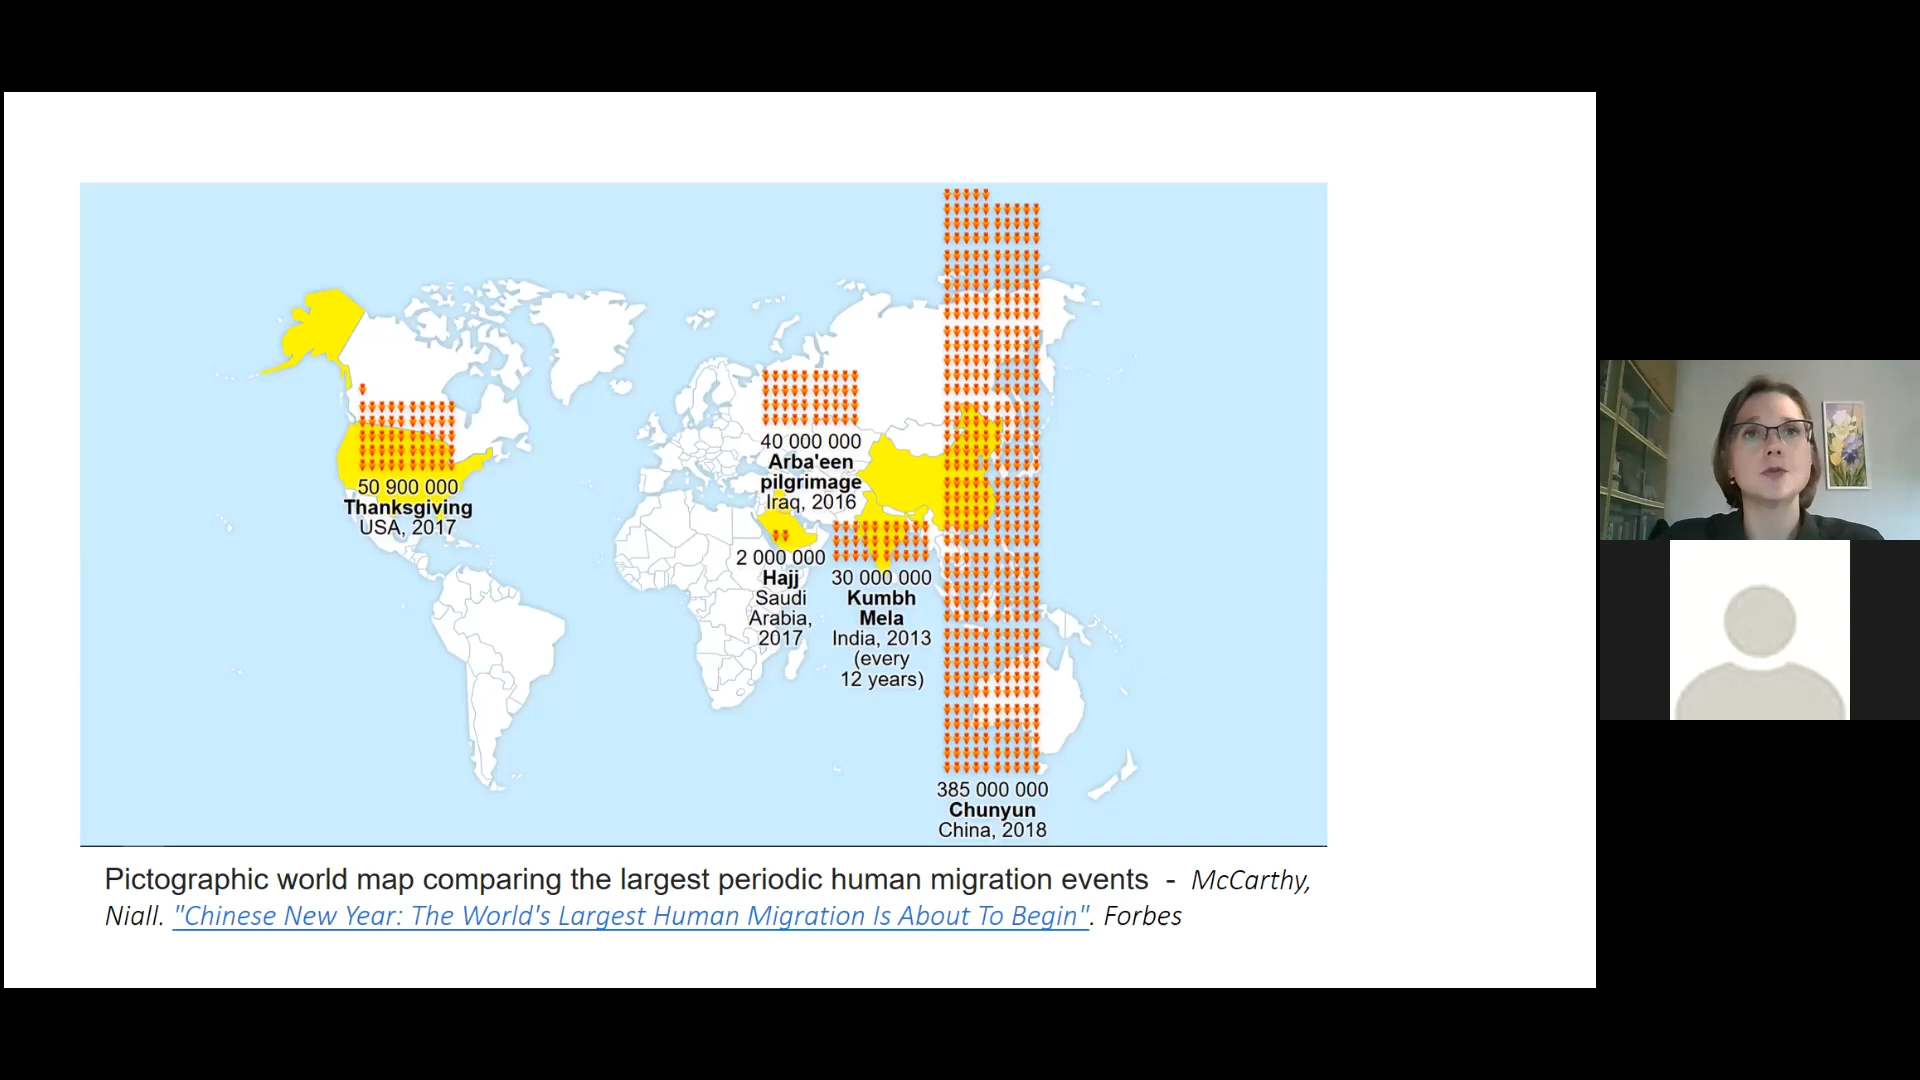 50 900 000
Thanksgiving
USA, 2017
40 000 000
Arba'een
pilgrimage
Iraq, 2016
2 000 000
Hajj
Saudi
Arabia,
2017
30 000 000
Kumbh
Mela
India, 2013
(every
12 years)
385 000 000
Chunyun
China, 2018
Pictographic world map comparing the largest periodic human migration events - McCarthy,
Niall. "Chinese New Year: The World's Largest Human Migration Is About To Begin". Forbes